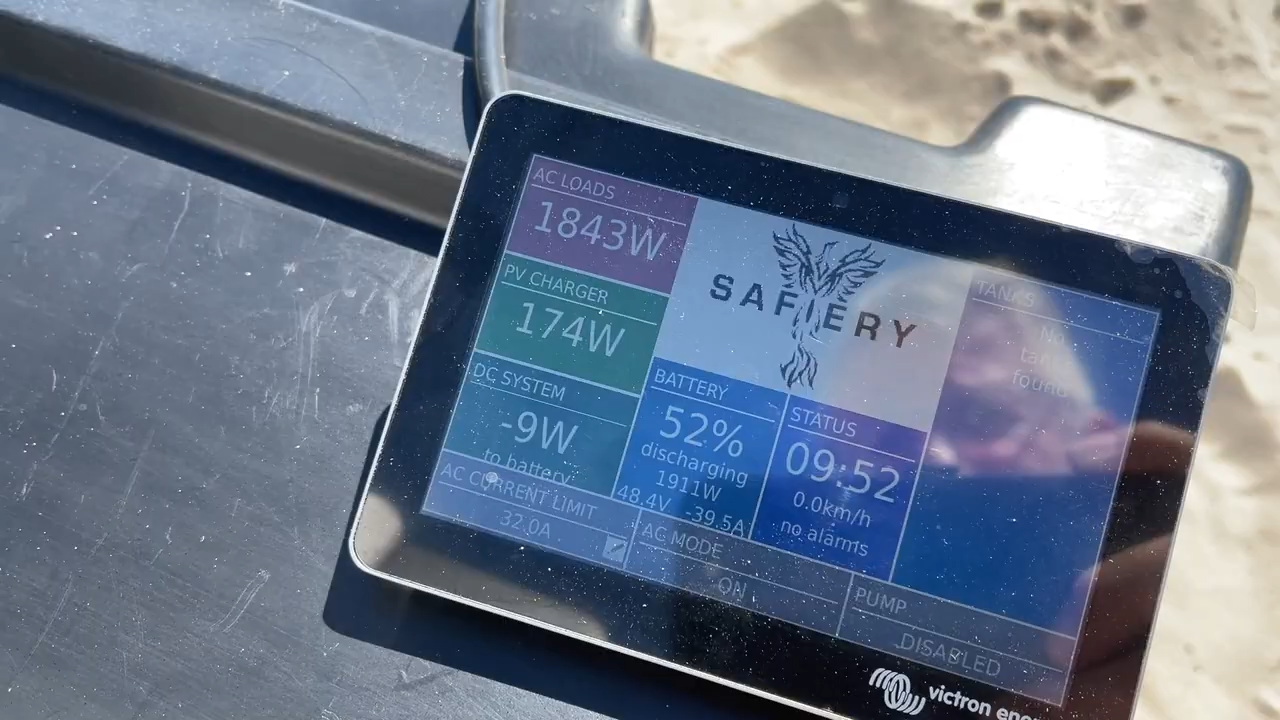 AC LOADS
1843W
PV CHARGER
174W
DC SYSTEM
-9W
to battery
AC CURRENT LIMIT
32.0A
SAFIERY
BATTERY
52%
discharging
1911W
48.4V -39.5A
STATUS
09:52
0.0km/h
no alarms
TANKS
No
tanks
found
AC MODE
ON
PUMP
DISABLED
victron